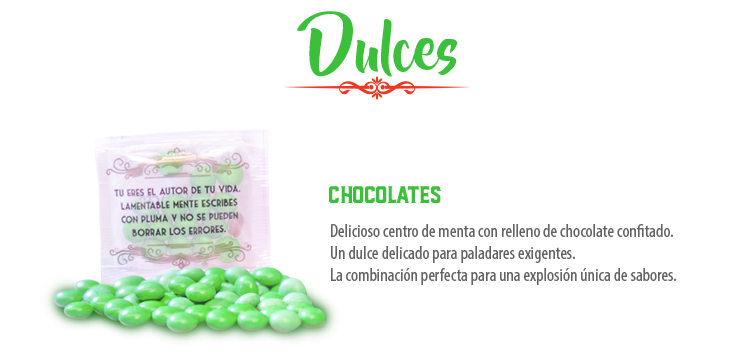 Dulces
TU ERES EL AUTOR DE TU VIDA.
LAMENTABLE MENTE ESCRIBES
CON PLUMA Y NO SE PUEDEN
BORRAR LOS ERRORES.
CHOCOLATES
Delicioso centro de menta con relleno de chocolate confitado.
Un dulce delicado para paladares exigentes.
La combinación perfecta para una explosión única de sabores.